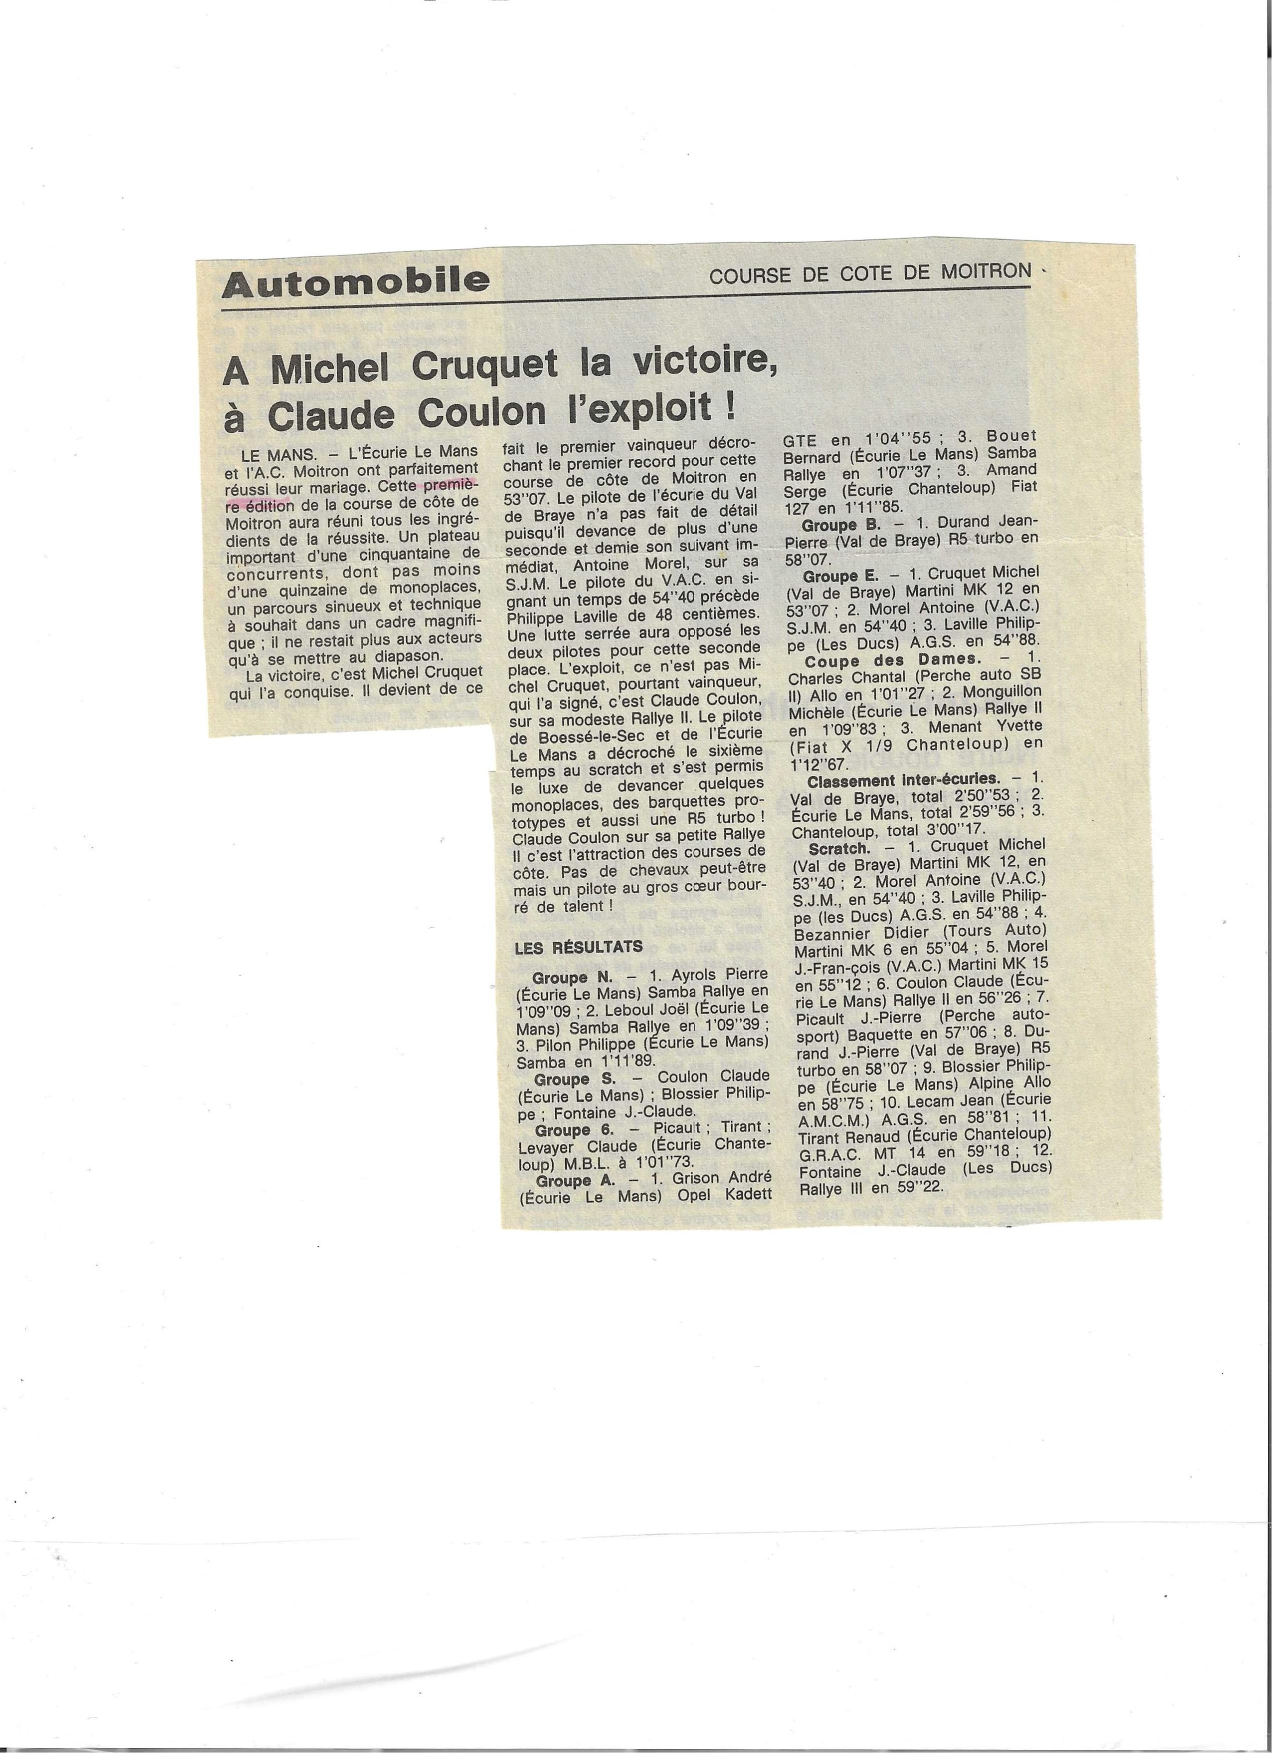 Automobile
COURSE DE COTE DE MOITRON
A Michel Cruquet la victoire,
à Claude Coulon l'exploit !
LE MANS. – L'Écurie Le Mans
et l'A.C. Moitron ont parfaitement
réussi leur mariage. Cette premiè-
re édition de la course de côte de
Moitron aura réuni tous les ingré-
dients de la réussite. Un plateau
important d'une cinquantaine de
concurrents, dont pas moins
d'une quinzaine de monoplaces,
un parcours sinueux et technique
à souhait dans un cadre magnifi-
que ; il ne restait plus aux acteurs
qu'à se mettre au diapason.
La victoire, c'est Michel Cruquet
qui l'a conquise. Il devient de ce
fait le premier vainqueur décro-
chant le premier record pour cette
course de côte de Moitron en
53''07. Le pilote de l'écurie du Val
de Braye n'a pas fait de détail
puisqu'il devance de plus d'une
seconde et demie son suivant im-
médiat, Antoine Morel, sur sa
S.J.M. Le pilote du V.A.C. en si-
gnant un temps de 54''40 précède
Philippe Laville de 48 centièmes.
Une lutte serrée aura opposé les
deux pilotes pour cette seconde
place. L'exploit, ce n'est pas Mi-
chel Cruquet, pourtant vainqueur,
qui l'a signé, c'est Claude Coulon,
sur sa modeste Rallye II. Le pilote
de Boessé-le-Sec et de l'Écurie
Le Mans a décroché le sixième
temps au scratch et s'est permis
le luxe de devancer quelques
monoplaces, des barquettes pro-
totypes et aussi une R5 turbo !
Claude Coulon sur sa petite Rallye
II c'est l'attraction des courses de
côte. Pas de chevaux peut-être
mais un pilote au gros cœur bour-
ré de talent !
LES RÉSULTATS
Groupe N. – 1. Ayrols Pierre
(Écurie Le Mans) Samba Rallye en
1'09''09 ; 2. Leboul Joël (Écurie Le
Mans) Samba Rallye en 1'09''39 ;
3. Pilon Philippe (Écurie Le Mans)
Samba en 1'11'89.
Groupe S. – Coulon Claude
(Écurie Le Mans) ; Blossier Philip-
pe ; Fontaine J.-Claude.
Groupe 6. – Picault ; Tirant ;
Levayer Claude (Écurie Chante-
loup) M.B.L. à 1'01''73.
Groupe A. – 1. Grison André
(Écurie Le Mans) Opel Kadett
GTE en 1'04''55 ; 3. Bouet
Bernard (Écurie Le Mans) Samba
Rallye en 1'07''37 ; 3. Amand
Serge (Écurie Chanteloup) Fiat
127 en 1'11''85.
Groupe B. – 1. Durand Jean-
Pierre (Val de Braye) R5 turbo en
58''07.
Groupe E. – 1. Cruquet Michel
(Val de Braye) Martini MK 12 en
53''07 ; 2. Morel Antoine (V.A.C.)
S.J.M. en 54''40 ; 3. Laville Philip-
pe (Les Ducs) A.G.S. en 54''88.
Coupe des Dames. – 1.
Charles Chantal (Perche auto SB
II) Allo en 1'01''27 ; 2. Monguillon
Michèle (Écurie Le Mans) Rallye II
en 1'09''83 ; 3. Menant Yvette
(Fiat X 1/9 Chanteloup) en
1'12''67.
Classement inter-écuries. – 1.
Val de Braye, total 2'50''53 ; 2.
Écurie Le Mans, total 2'59''56 ; 3.
Chanteloup, total 3'00''17.
Scratch. – 1. Cruquet Michel
(Val de Braye) Martini MK 12, en
53''40 ; 2. Morel Antoine (V.A.C.)
S.J.M., en 54''40 ; 3. Laville Philip-
pe (les Ducs) A.G.S. en 54''88 ; 4.
Bezannier Didier (Tours Auto)
Martini MK 6 en 55''04 ; 5. Morel
J.-Fran-çois (V.A.C.) Martini MK 15
en 55''12 ; 6. Coulon Claude (Écu-
rie Le Mans) Rallye II en 56''26 ; 7.
Picault J.-Pierre (Perche auto-
sport) Baquette en 57''06 ; 8. Du-
rand J.-Pierre (Val de Braye) R5
turbo en 58''07 ; 9. Blossier Philip-
pe (Écurie Le Mans) Alpine Allo
en 58''75 ; 10. Lecam Jean (Écurie
A.M.C.M.) A.G.S. en 58''81 ; 11.
Tirant Renaud (Écurie Chanteloup)
G.R.A.C. MT 14 en 59''18 ; 12.
Fontaine J.-Claude (Les Ducs)
Rallye III en 59''22.